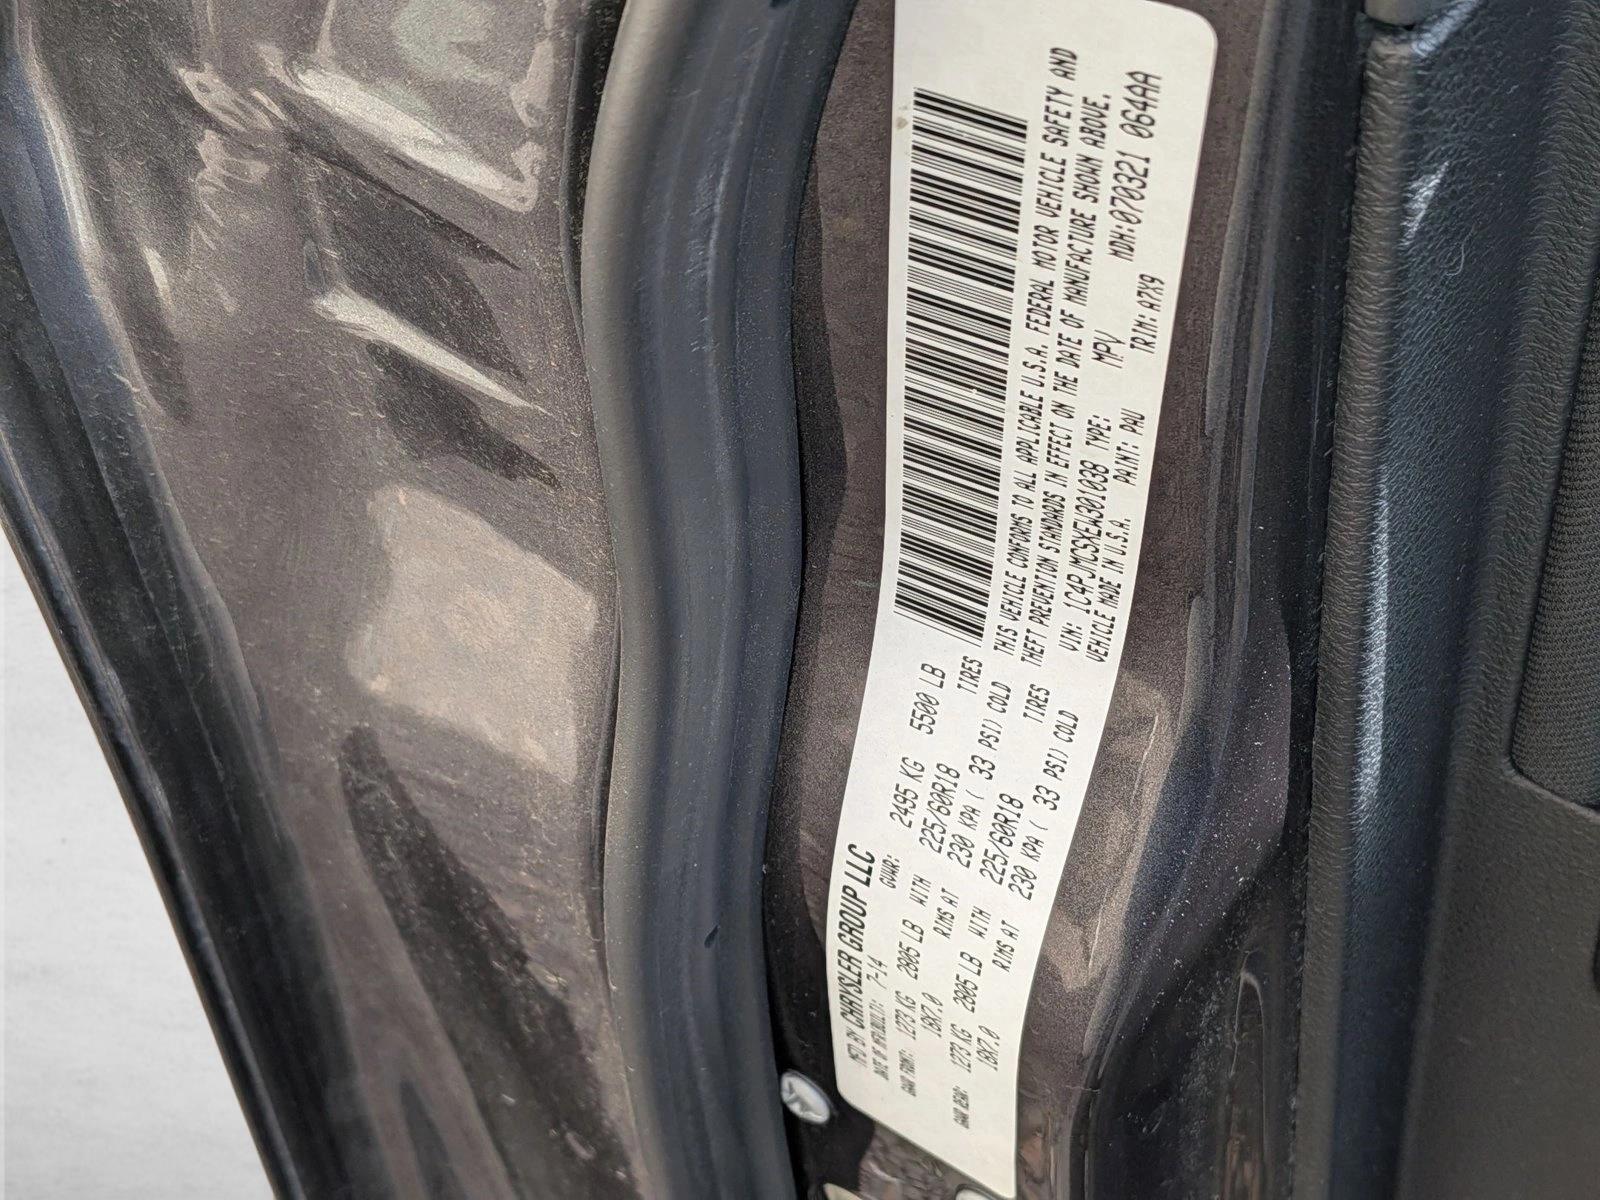 MFD BY CHRYSLER GROUP LLC
DATE OF MFR(BUILT): 7-14 GVWR: 2495 KG 5500 LB
GAWR FRONT: 1273 KG 2805 LB WITH 225/60R18 TIRES
18X7.0 RIMS AT 230 KPA ( 33 PSI) COLD
GAWR REAR: 1273 KG 2805 LB WITH 225/60R18 TIRES
18X7.0 RIMS AT 230 KPA ( 33 PSI) COLD
THIS VEHICLE CONFORMS TO ALL APPLICABLE U.S.A. FEDERAL MOTOR VEHICLE SAFETY AND
THEFT PREVENTION STANDARDS IN EFFECT ON THE DATE OF MANUFACTURE SHOWN ABOVE.
VIN: 1C4PJMCSXEW301038 TYPE: MPV MDH:070321 064AA
VEHICLE MADE IN U.S.A. PAINT: PAU TRIM: A7X9